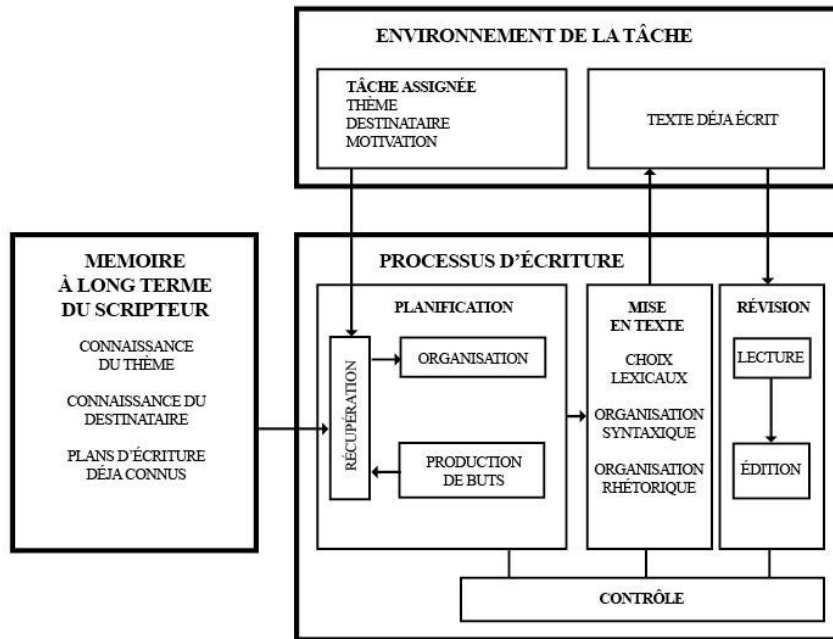 ENVIRONNEMENT DE LA TÂCHE
TÂCHE ASSIGNÉE
THÈME
DESTINATAIRE
MOTIVATION
TEXTE DÉJA ÉCRIT
MEMOIRE
À LONG TERME
DU SCRIPTEUR
CONNAISSANCE
DU THÈME
CONNAISSANCE DU
DESTINATAIRE
PLANS D’ÉCRITURE
DÉJA CONNUS
PROCESSUS D’ÉCRITURE
PLANIFICATION
RÉCUPÉRATION
ORGANISATION
PRODUCTION
DE BUTS
MISE
EN TEXTE
CHOIX
LEXICAUX
ORGANISATION
SYNTAXIQUE
ORGANISATION
RHÉTORIQUE
RÉVISION
LECTURE
ÉDITION
CONTRÔLE